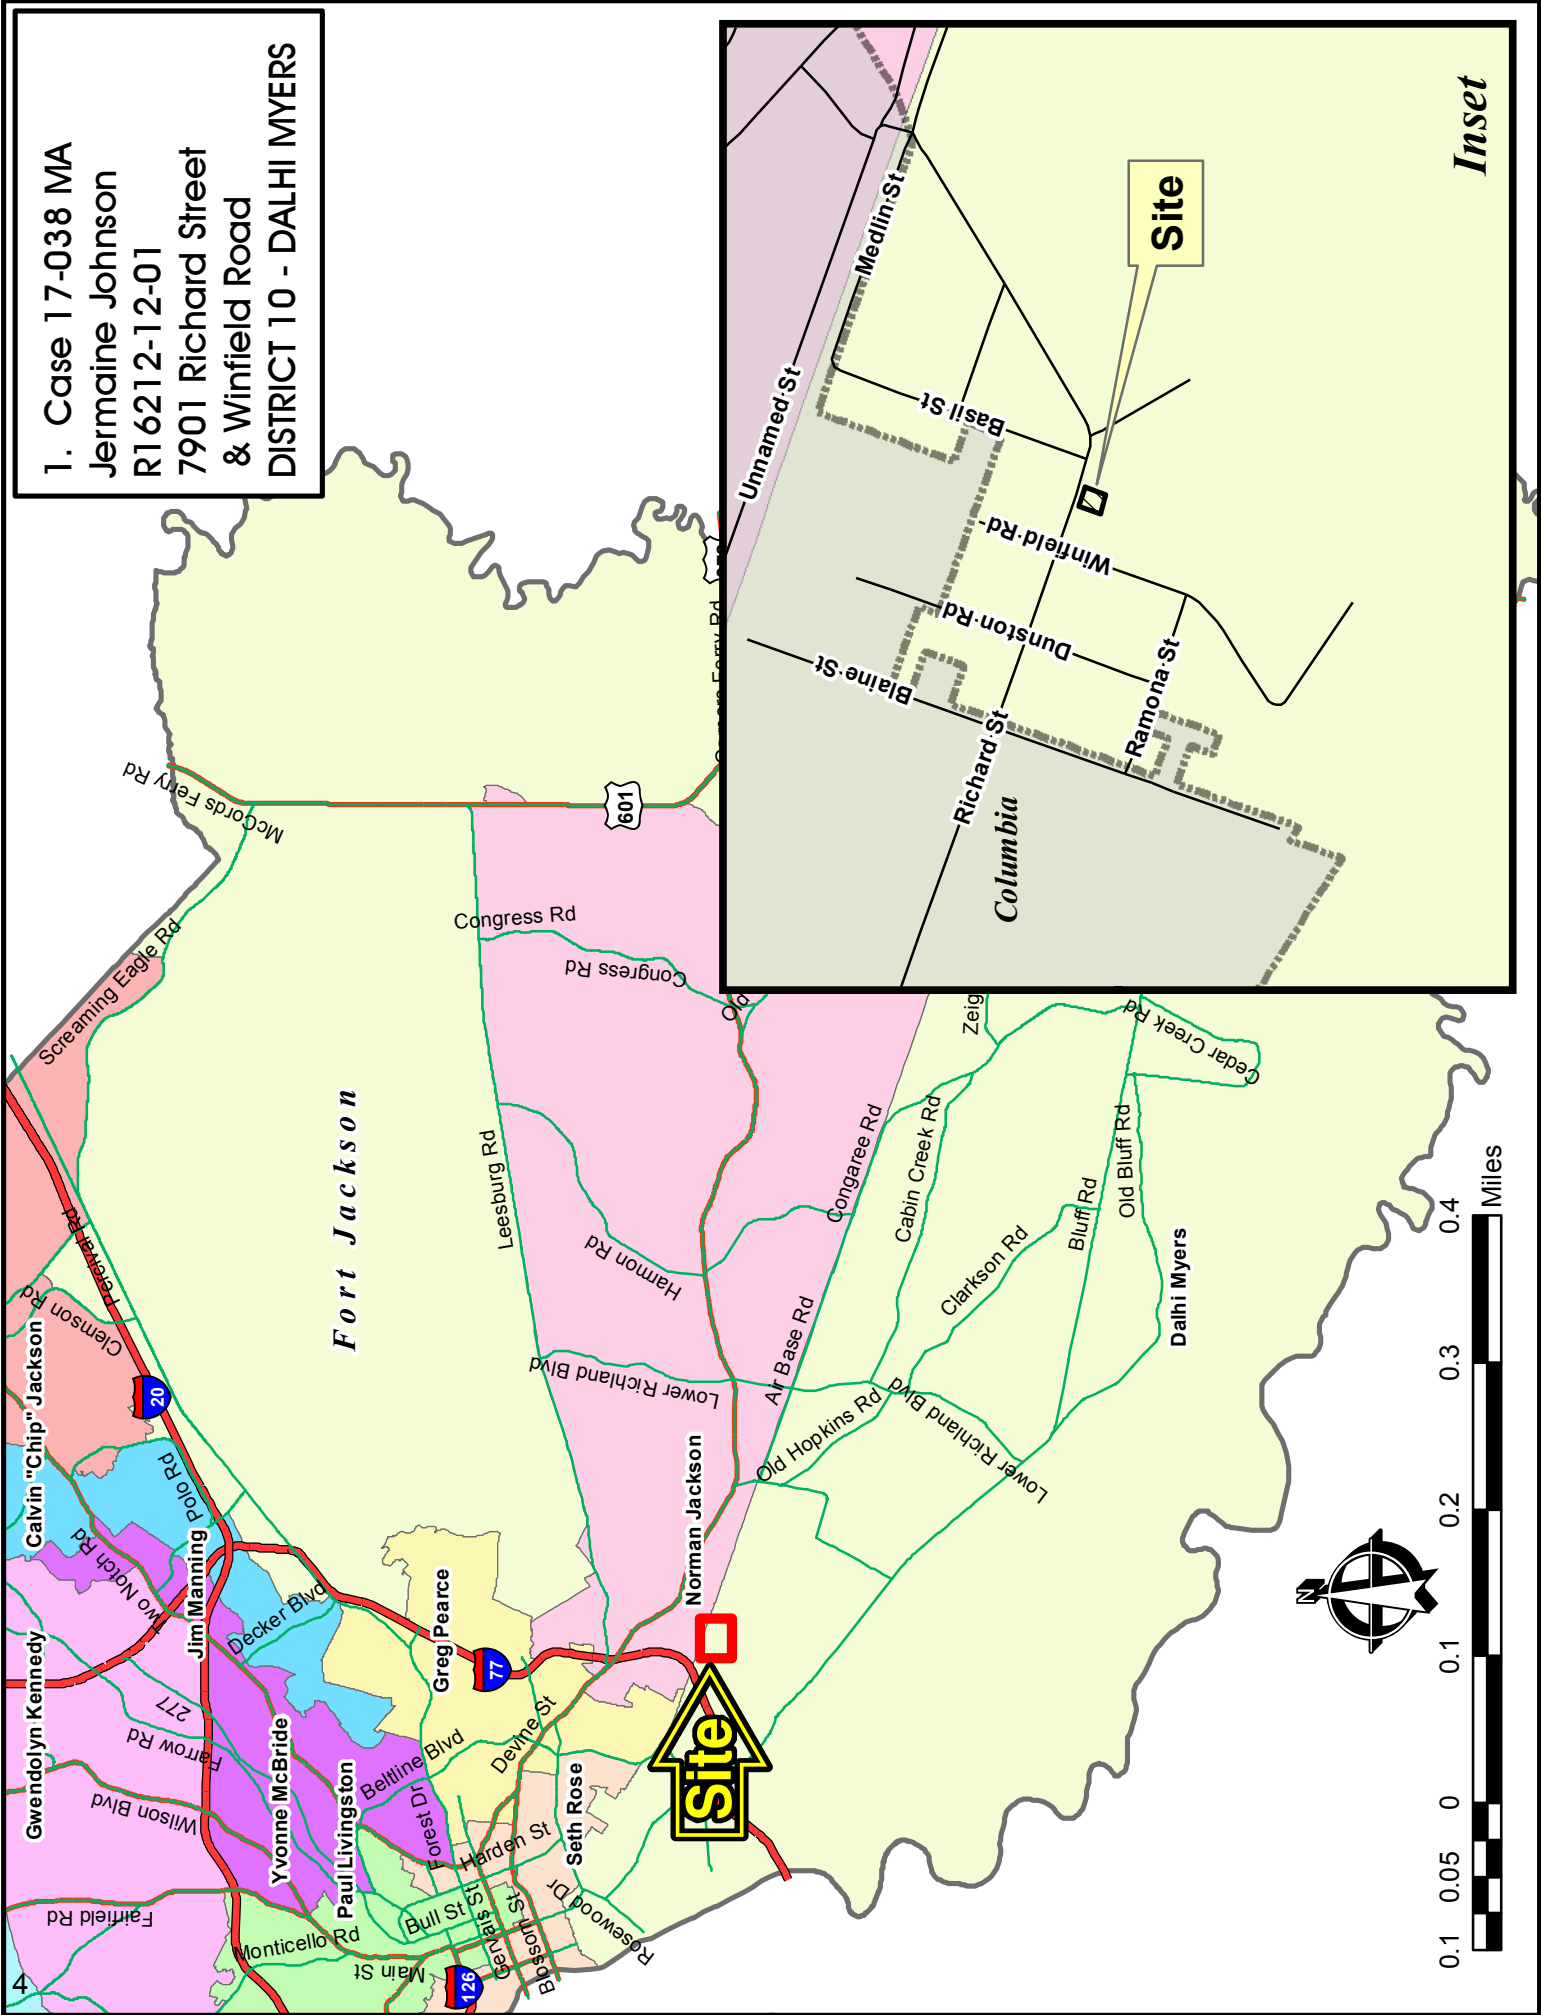 1. Case 17-038 MA
Jermaine Johnson
R16212-12-01
7901 Richard Street
& Winfield Road
DISTRICT 10 - DALHI MYERS
4
Gwendolyn Kennedy
Calvin "Chip" Jackson
Jim Manning
Yvonne McBride
Paul Livingston
Greg Pearce
Seth Rose
Norman Jackson
Dalhi Myers
Fort Jackson
Screaming Eagle Rd
McCords Ferry Rd
Percival Rd
Clemson Rd
Two Notch Rd
Polo Rd
Decker Blvd
277
Farrow Rd
Wilson Blvd
Fairfield Rd
Monticello Rd
Main St
Bull St
Gervais St
Blossom St
Harden St
Forest Dr
Beltline Blvd
Devine St
Rosewood Dr
Leesburg Rd
Congress Rd
Congress Rd
Harmon Rd
Lower Richland Blvd
Air Base Rd
Congaree Rd
Old Hopkins Rd
Lower Richland Blvd
Cabin Creek Rd
Clarkson Rd
Bluff Rd
Old Bluff Rd
Cedar Creek Rd
Zeig
Old
20
77
126
601
Site
Inset
Site
Unnamed St
Medlin St
Basil St
Winfield Rd
Dunston Rd
Blaine St
Richard St
Ramona St
Columbia
N
0.1 0.05 0 0.1 0.2 0.3 0.4
Miles